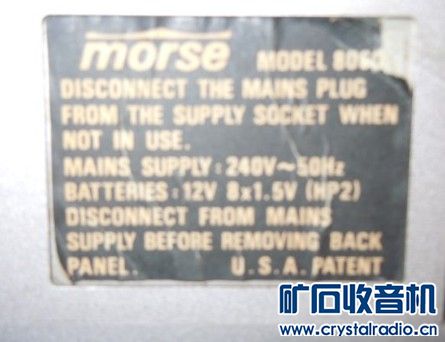 morse MODEL
DISCONNECT THE MAINS PLUG
FROM THE SUPPLY SOCKET WHEN
NOT IN USE.
MAINS SUPPLY: 240V~50Hz
BATTERIES: 12V 8x1.5V (HP2)
DISCONNECT FROM MAINS
SUPPLY BEFORE REMOVING BACK
PANEL. U.S.A. PATENT
矿石收音机
www.crystalradio.cn